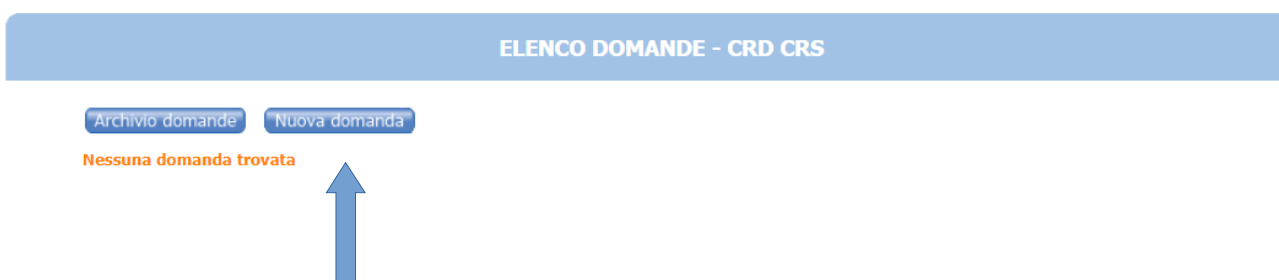 ELENCO DOMANDE - CRD CRS
Archivio domande Nuova domanda
Nessuna domanda trovata